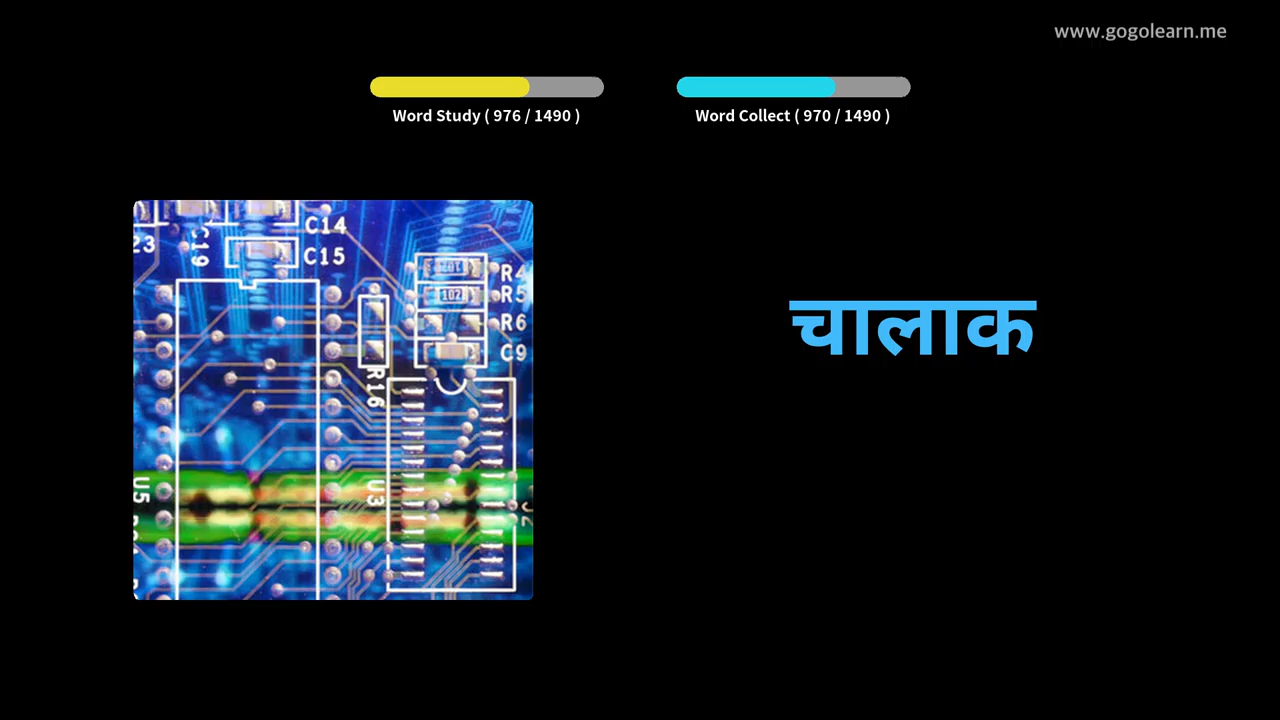 www.gogolearn.me
Word Study ( 976 / 1490 )
Word Collect ( 970 / 1490 )
चालाक
C14
23
C19
C15
R4
R5
102
R6
C9
R16
U5
U3